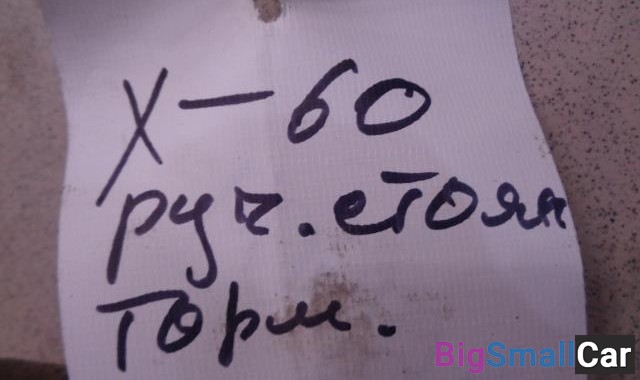 X-60
руч. стоян
торм.
BigSmallCar